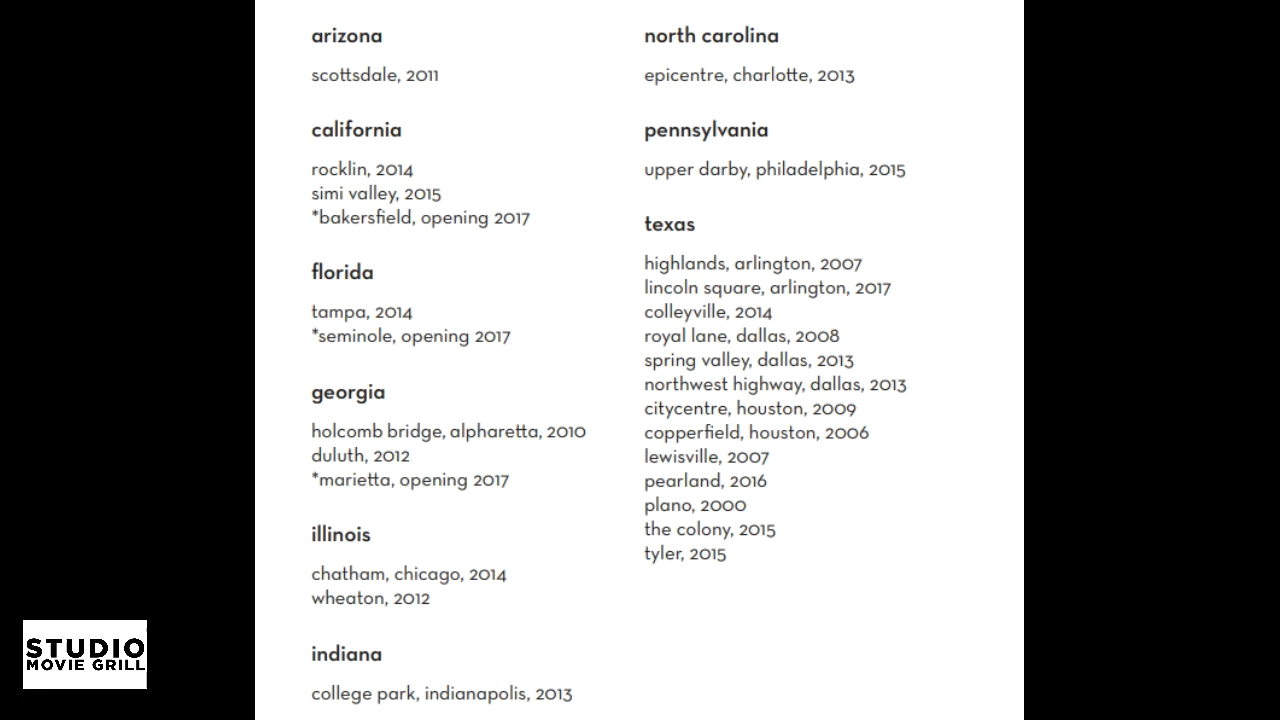 arizona
scottsdale, 2011
california
rocklin, 2014
simi valley, 2015
*bakersfield, opening 2017
florida
tampa, 2014
*seminole, opening 2017
georgia
holcomb bridge, alpharetta, 2010
duluth, 2012
*marietta, opening 2017
illinois
chatham, chicago, 2014
wheaton, 2012
indiana
college park, indianapolis, 2013
north carolina
epicentre, charlotte, 2013
pennsylvania
upper darby, philadelphia, 2015
texas
highlands, arlington, 2007
lincoln square, arlington, 2017
colleyville, 2014
royal lane, dallas, 2008
spring valley, dallas, 2013
northwest highway, dallas, 2013
citycentre, houston, 2009
copperfield, houston, 2006
lewisville, 2007
pearland, 2016
plano, 2000
the colony, 2015
tyler, 2015
STUDIO
MOVIE GRILL